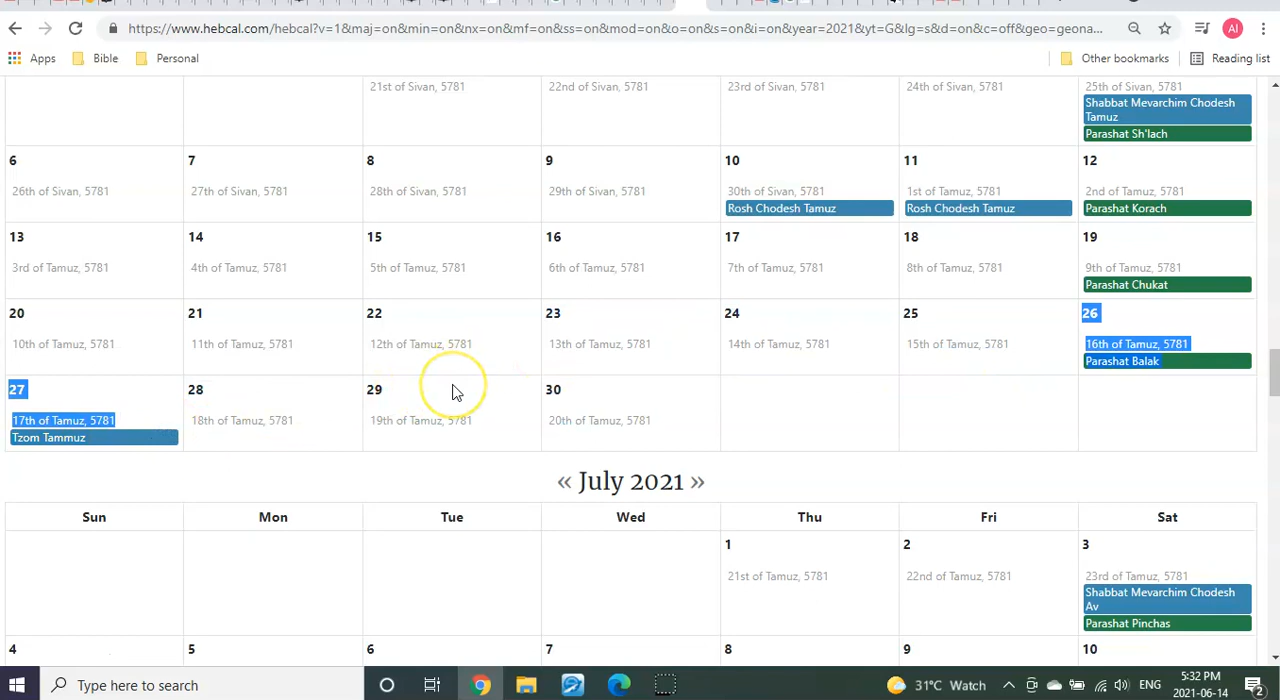 https://www.hebcal.com/hebcal?v=1&maj=on&min=on&nx=on&mf=on&ss=on&mod=on&o=on&s=on&i=on&year=2021&yt=G&lg=s&d=on&c=off&geo=geona...
AI
Apps Bible Personal Other bookmarks Reading list
21st of Sivan, 5781 22nd of Sivan, 5781 23rd of Sivan, 5781 24th of Sivan, 5781 25th of Sivan, 5781
Shabbat Mevarchim Chodesh
Tamuz
Parashat Sh'lach
6 7 8 9 10 11 12
26th of Sivan, 5781 27th of Sivan, 5781 28th of Sivan, 5781 29th of Sivan, 5781 30th of Sivan, 5781 1st of Tamuz, 5781 2nd of Tamuz, 5781
Rosh Chodesh Tamuz Rosh Chodesh Tamuz Parashat Korach
13 14 15 16 17 18 19
3rd of Tamuz, 5781 4th of Tamuz, 5781 5th of Tamuz, 5781 6th of Tamuz, 5781 7th of Tamuz, 5781 8th of Tamuz, 5781 9th of Tamuz, 5781
Parashat Chukat
20 21 22 23 24 25 26
10th of Tamuz, 5781 11th of Tamuz, 5781 12th of Tamuz, 5781 13th of Tamuz, 5781 14th of Tamuz, 5781 15th of Tamuz, 5781 16th of Tamuz, 5781
Parashat Balak
27 28 29 30
17th of Tamuz, 5781 18th of Tamuz, 5781 19th of Tamuz, 5781 20th of Tamuz, 5781
Tzom Tammuz
« July 2021 »
Sun Mon Tue Wed Thu Fri Sat
1 2 3
21st of Tamuz, 5781 22nd of Tamuz, 5781 23rd of Tamuz, 5781
Shabbat Mevarchim Chodesh
Av
Parashat Pinchas
4 5 6 7 8 9 10
Type here to search 31°C Watch ENG 5:32 PM
2021-06-14
2